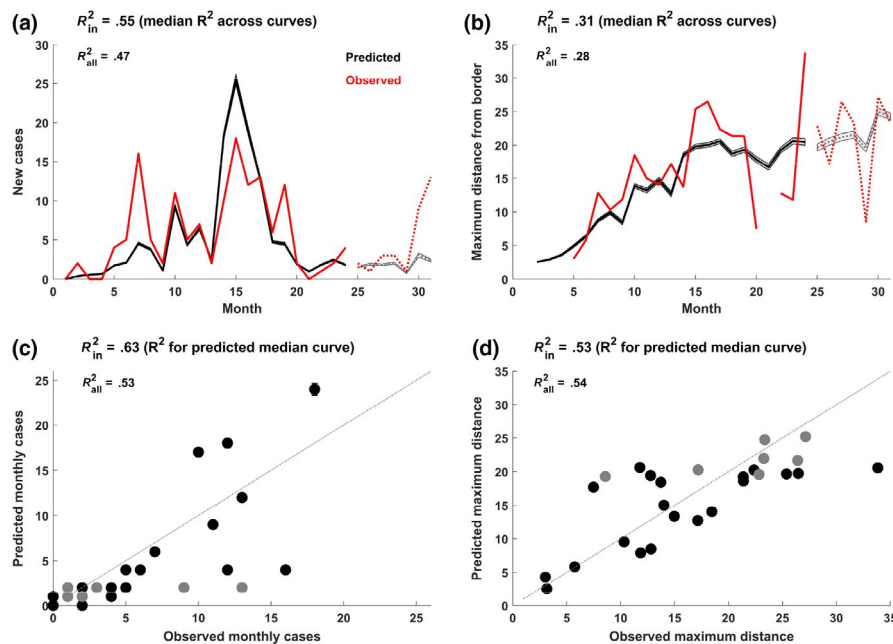 (a)
R²in = .55 (median R² across curves)
R²all = .47
Predicted
Observed
30
25
20
15
10
5
0
New cases
0 5 10 15 20 25 30
Month
(b)
R²in = .31 (median R² across curves)
R²all = .28
35
30
25
20
15
10
5
0
Maximum distance from border
0 5 10 15 20 25 30
Month
(c)
R²in = .63 (R² for predicted median curve)
R²all = .53
25
20
15
10
5
0
Predicted monthly cases
0 5 10 15 20 25
Observed monthly cases
(d)
R²in = .53 (R² for predicted median curve)
R²all = .54
35
30
25
20
15
10
5
0
Predicted maximum distance
0 5 10 15 20 25 30 35
Observed maximum distance